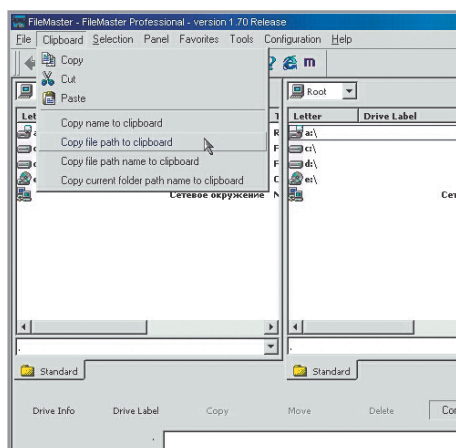 FileMaster - FileMaster Professional - version 1.70 Release
File Clipboard Selection Panel Favorites Tools Configuration Help
Copy
Cut
Paste
Copy name to clipboard
Copy file path to clipboard
Copy file path name to clipboard
Copy current folder path name to clipboard
Root
Letter Drive Label
a:\
c:\
d:\
e:\
Сетевое окружение
Standard
Standard
Drive Info Drive Label Copy Move Delete